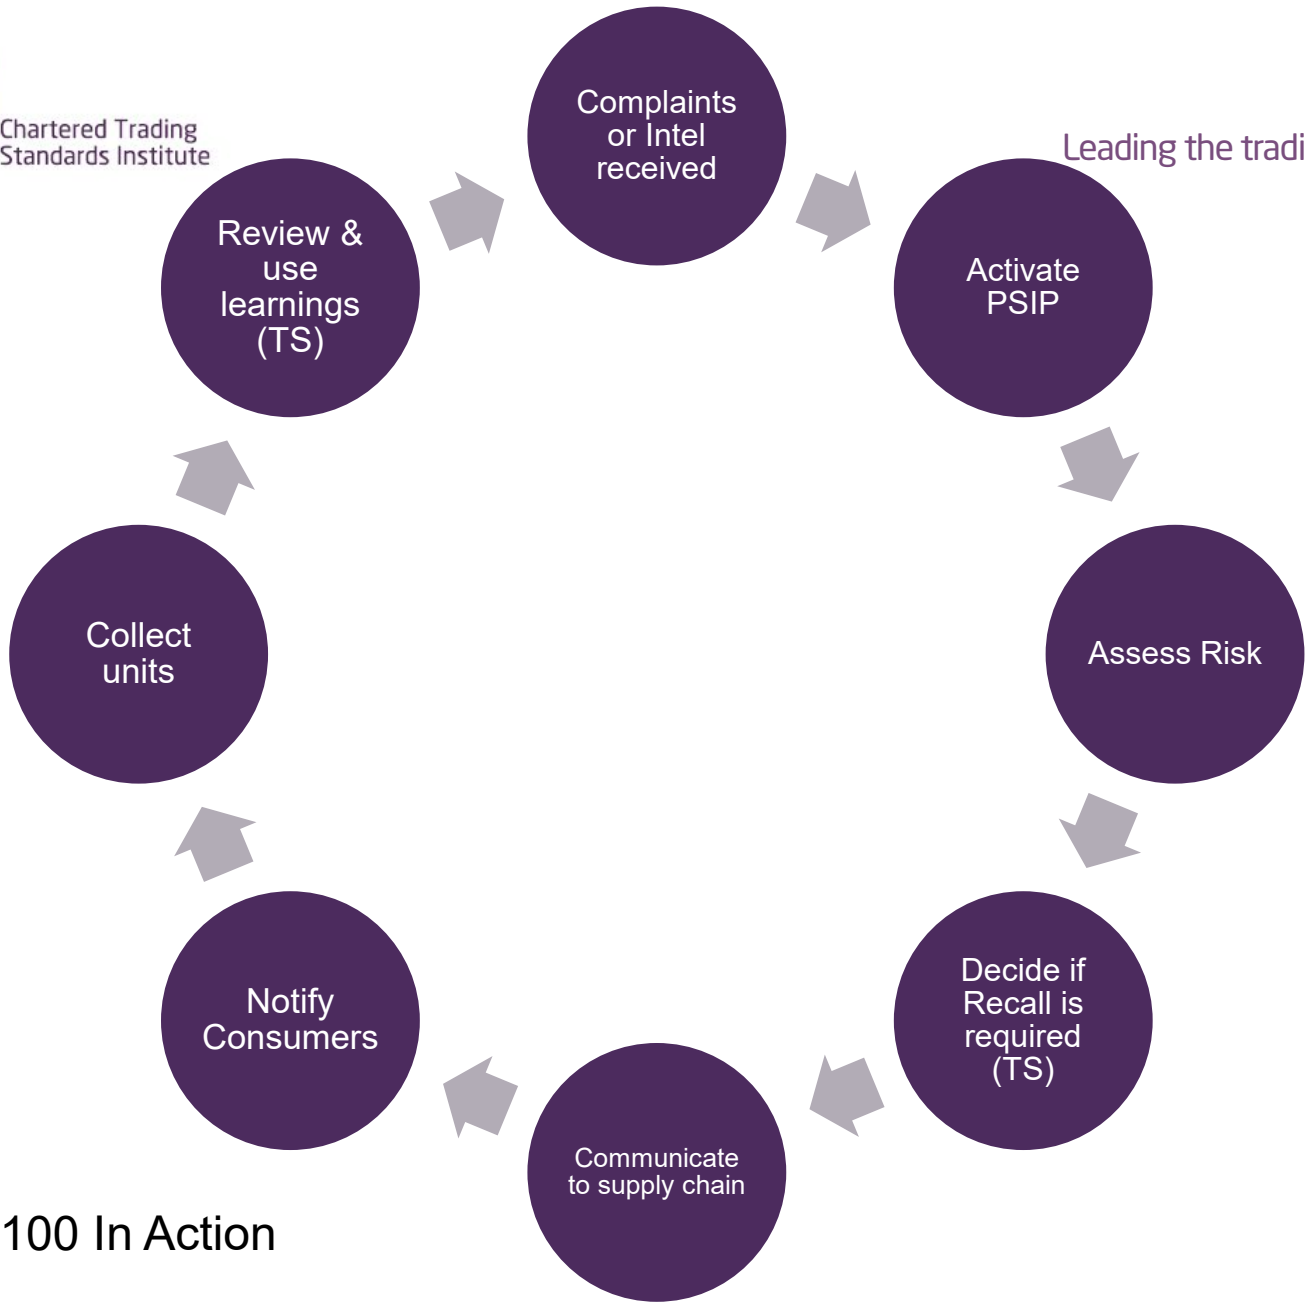 Chartered Trading
Standards Institute
Leading the tradi
Complaints
or Intel
received
Activate
PSIP
Assess Risk
Decide if
Recall is
required
(TS)
Communicate
to supply chain
Notify
Consumers
Collect
units
Review &
use
learnings
(TS)
100 In Action